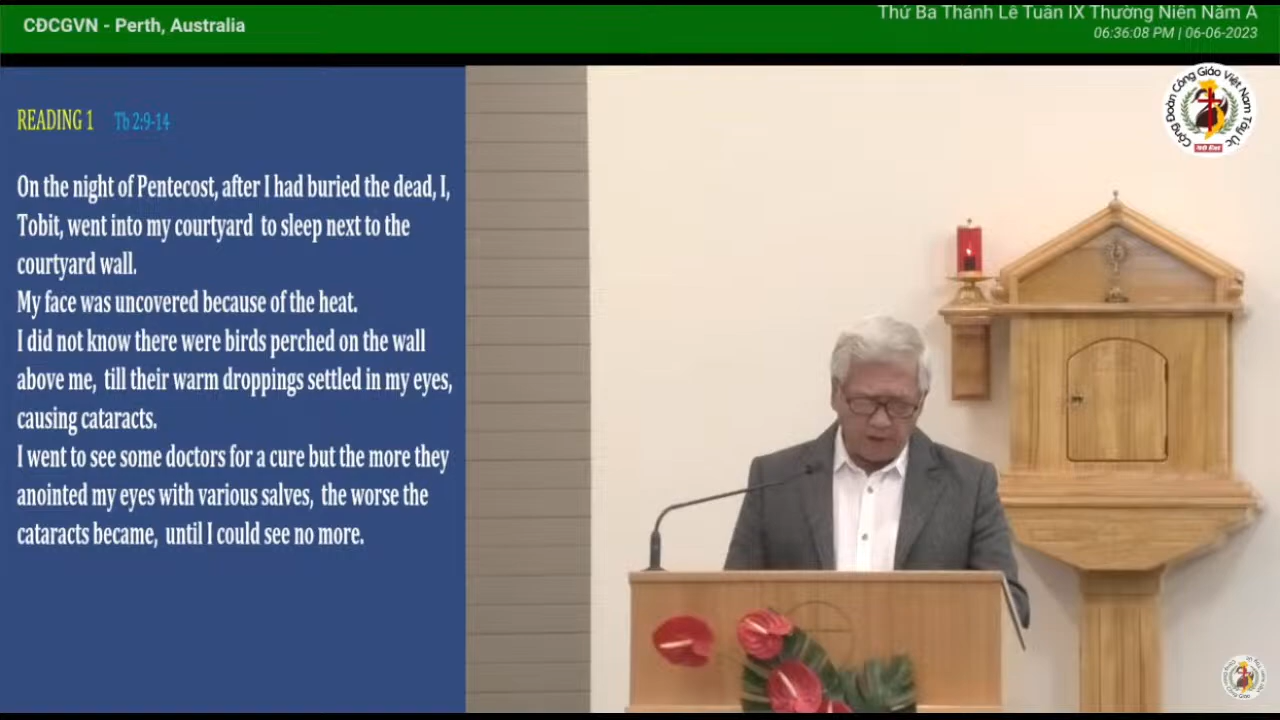 CĐCGVN - Perth, Australia
Thứ Ba Thánh Lễ Tuần IX Thường Niên Năm A
06:36:08 PM | 06-06-2023
Cộng Đoàn Công Giáo Việt Nam Tây Úc
READING 1 Tb 2:9-14
On the night of Pentecost, after I had buried the dead, I,
Tobit, went into my courtyard to sleep next to the
courtyard wall.
My face was uncovered because of the heat.
I did not know there were birds perched on the wall
above me, till their warm droppings settled in my eyes,
causing cataracts.
I went to see some doctors for a cure but the more they
anointed my eyes with various salves, the worse the
cataracts became, until I could see no more.